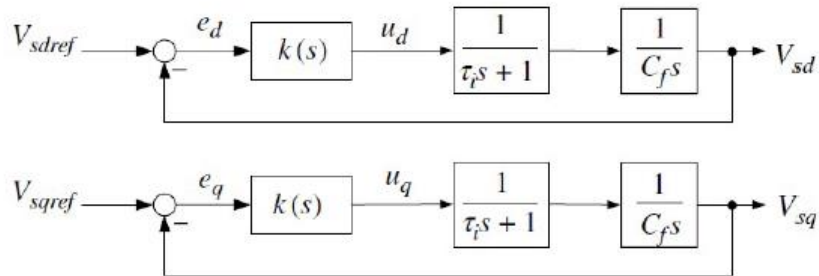 V_sdref
e_d
k(s)
u_d
1
τ_i s + 1
1
C_f s
V_sd
−
V_sqref
e_q
k(s)
u_q
1
τ_i s + 1
1
C_f s
V_sq
−